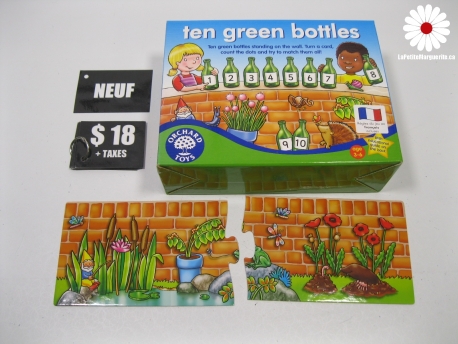 LaPetiteMarguerite.ca
ten green bottles
Ten green bottles standing on the wall. Turn a card,
count the dots and try to match them all!
1 2 3 4 5 6 7 8
9 10
ORCHARD
TOYS
NEUF
$ 18
+ TAXES